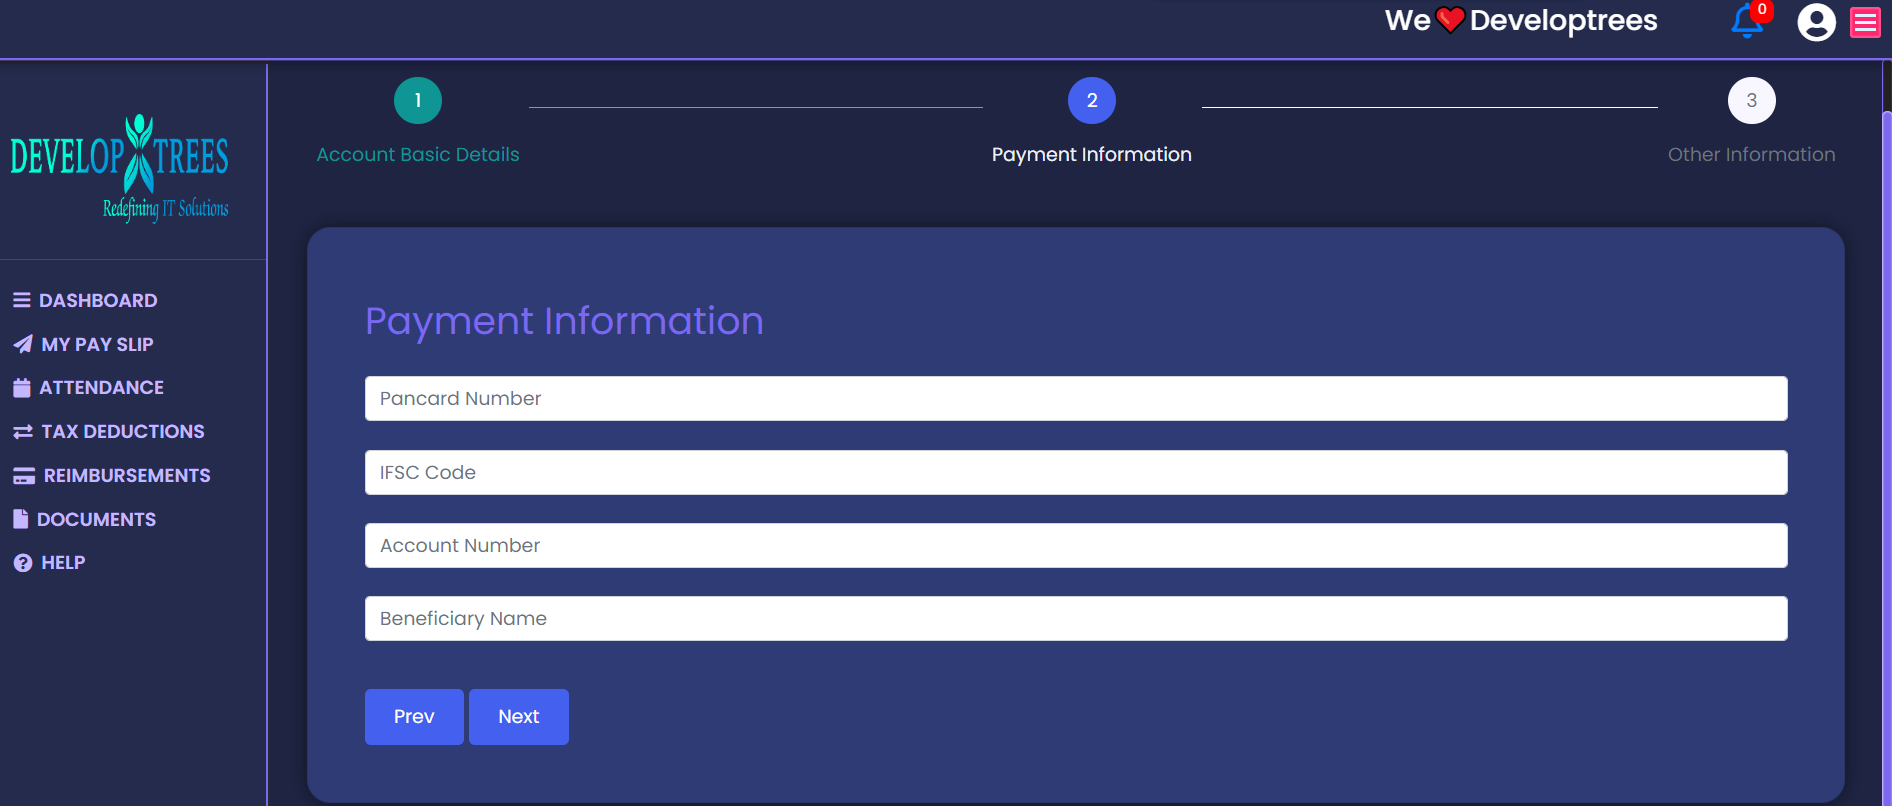 We ❤ Developtrees
0
DEVELOPTREES
Redefining IT Solutions
DASHBOARD
MY PAY SLIP
ATTENDANCE
TAX DEDUCTIONS
REIMBURSEMENTS
DOCUMENTS
HELP
1
Account Basic Details
2
Payment Information
3
Other Information
Payment Information
Pancard Number
IFSC Code
Account Number
Beneficiary Name
Prev Next